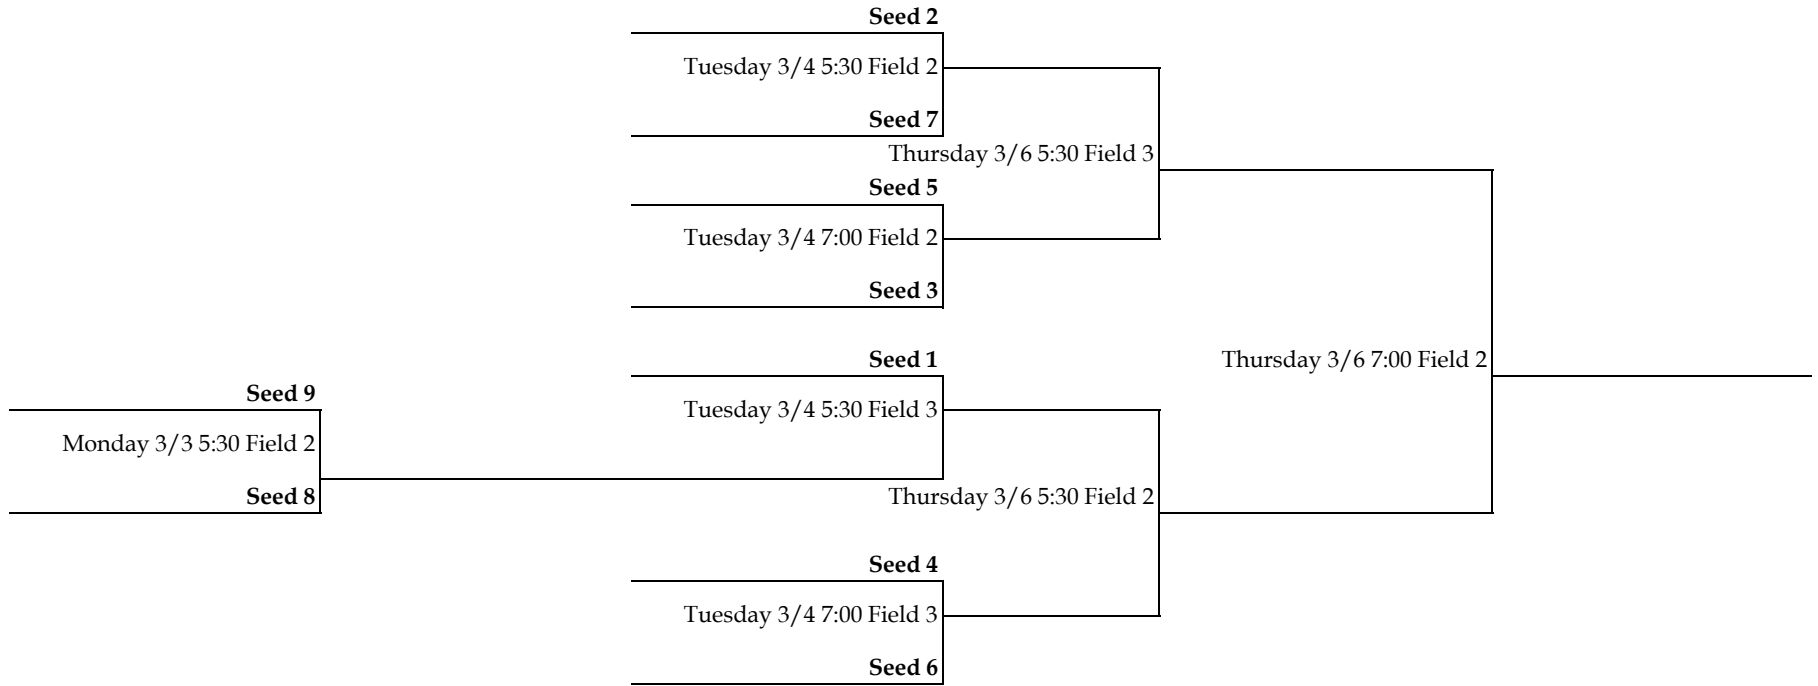 Seed 2
Tuesday 3/4 5:30 Field 2
Seed 7
Thursday 3/6 5:30 Field 3
Seed 5
Tuesday 3/4 7:00 Field 2
Seed 3
Seed 1
Thursday 3/6 7:00 Field 2
Seed 9
Tuesday 3/4 5:30 Field 3
Monday 3/3 5:30 Field 2
Seed 8
Thursday 3/6 5:30 Field 2
Seed 4
Tuesday 3/4 7:00 Field 3
Seed 6